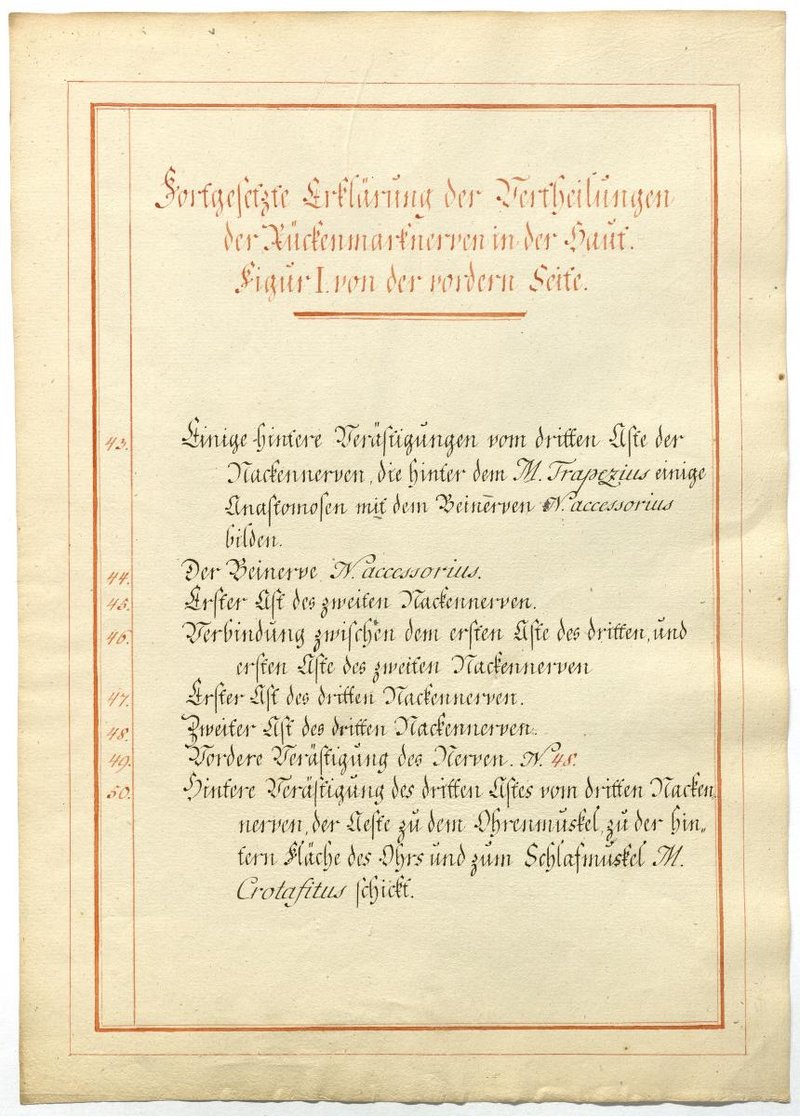 Fortgesetzte Erklärung der Vertheilungen
der Rückenmarknerven in der Haut.
Figur I. von der vordern Seite.
43. Einige hintere Verästigungen vom dritten Aste der
Nackennerven, die hinter dem M. Trapezius einige
Anastomosen mit dem Beinerven N. accessorius
bilden.
44. Der Beinerve N. accessorius.
45. Erster Ast des zweiten Nackennerven.
46. Verbindung zwischen dem ersten Aste des dritten, und
ersten Aste des zweiten Nackennerven
47. Erster Ast des dritten Nackennerven.
48. Zweiter Ast des dritten Nackennerven.
49. Vordere Verästigung des Nerven. N. 48.
50. Hintere Verästigung des dritten Astes vom dritten Nacken„
nerven, der Aeste zu dem Ohrenmuskel, zu der hin„
tern Fläche des Ohrs und zum Schlafmuskel M.
Crotafitus schickt.